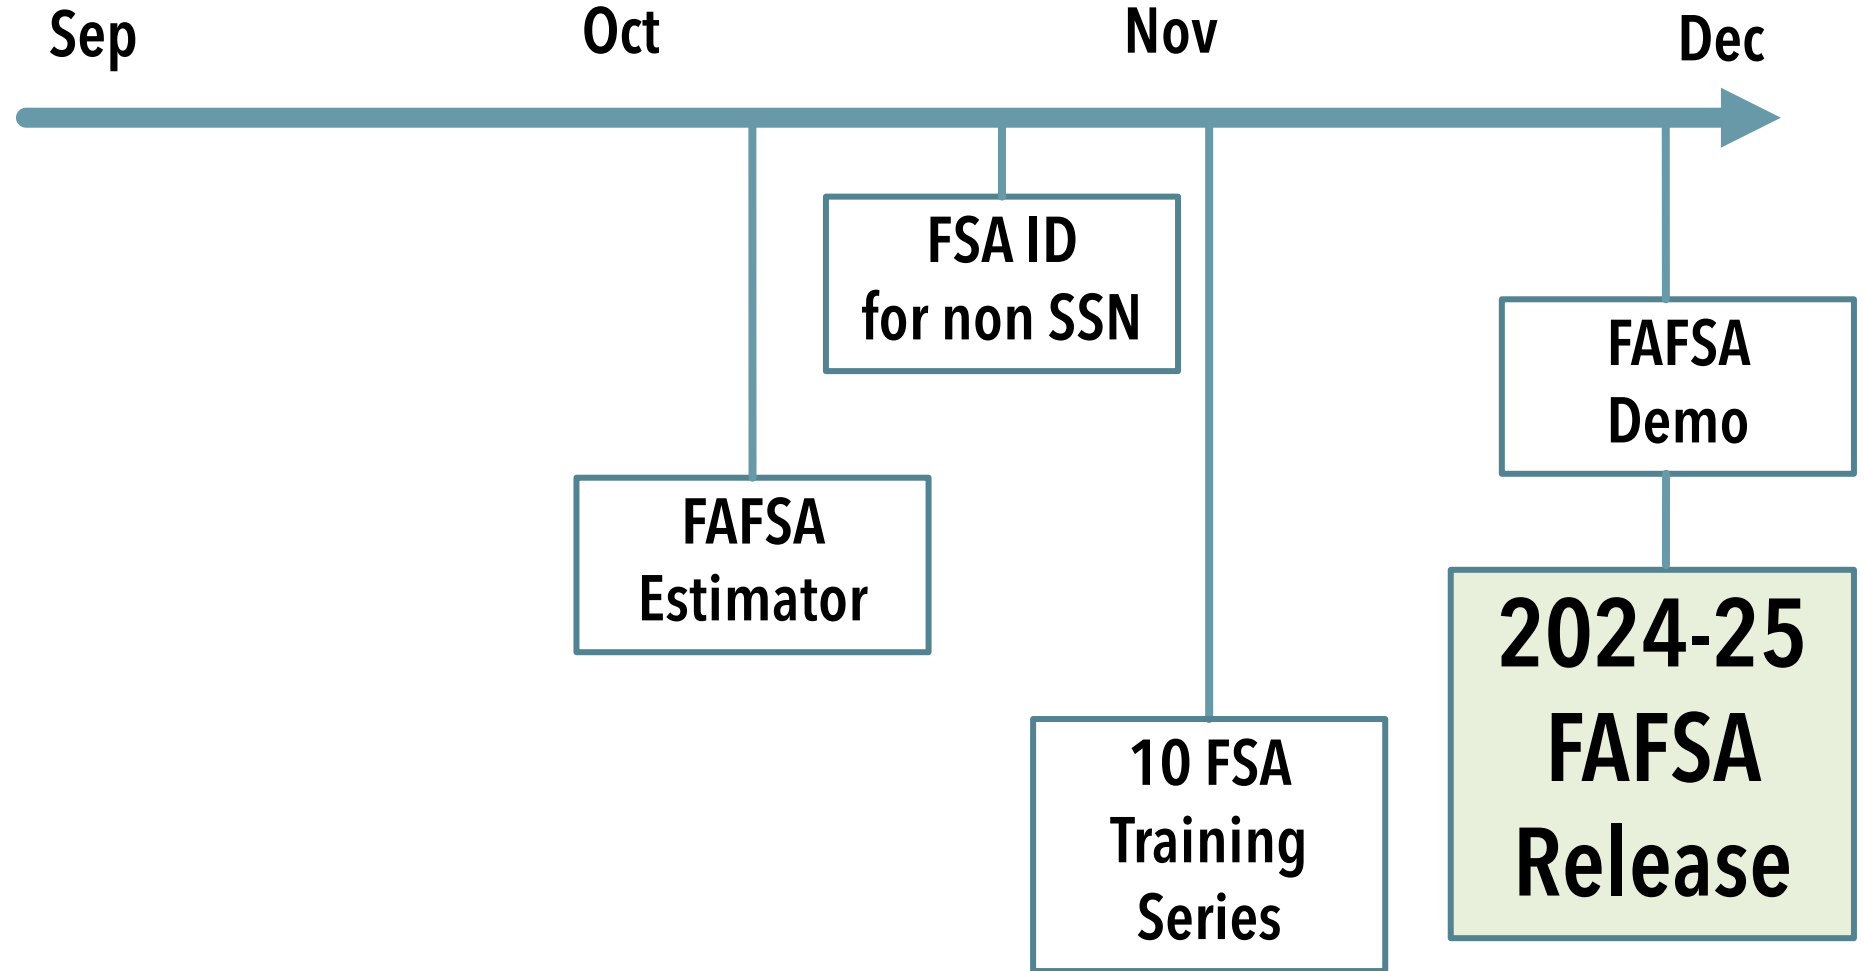 Sep
Oct
Nov
Dec
FSA ID
for non SSN
FAFSA
Demo
FAFSA
Estimator
10 FSA
Training
Series
2024-25
FAFSA
Release